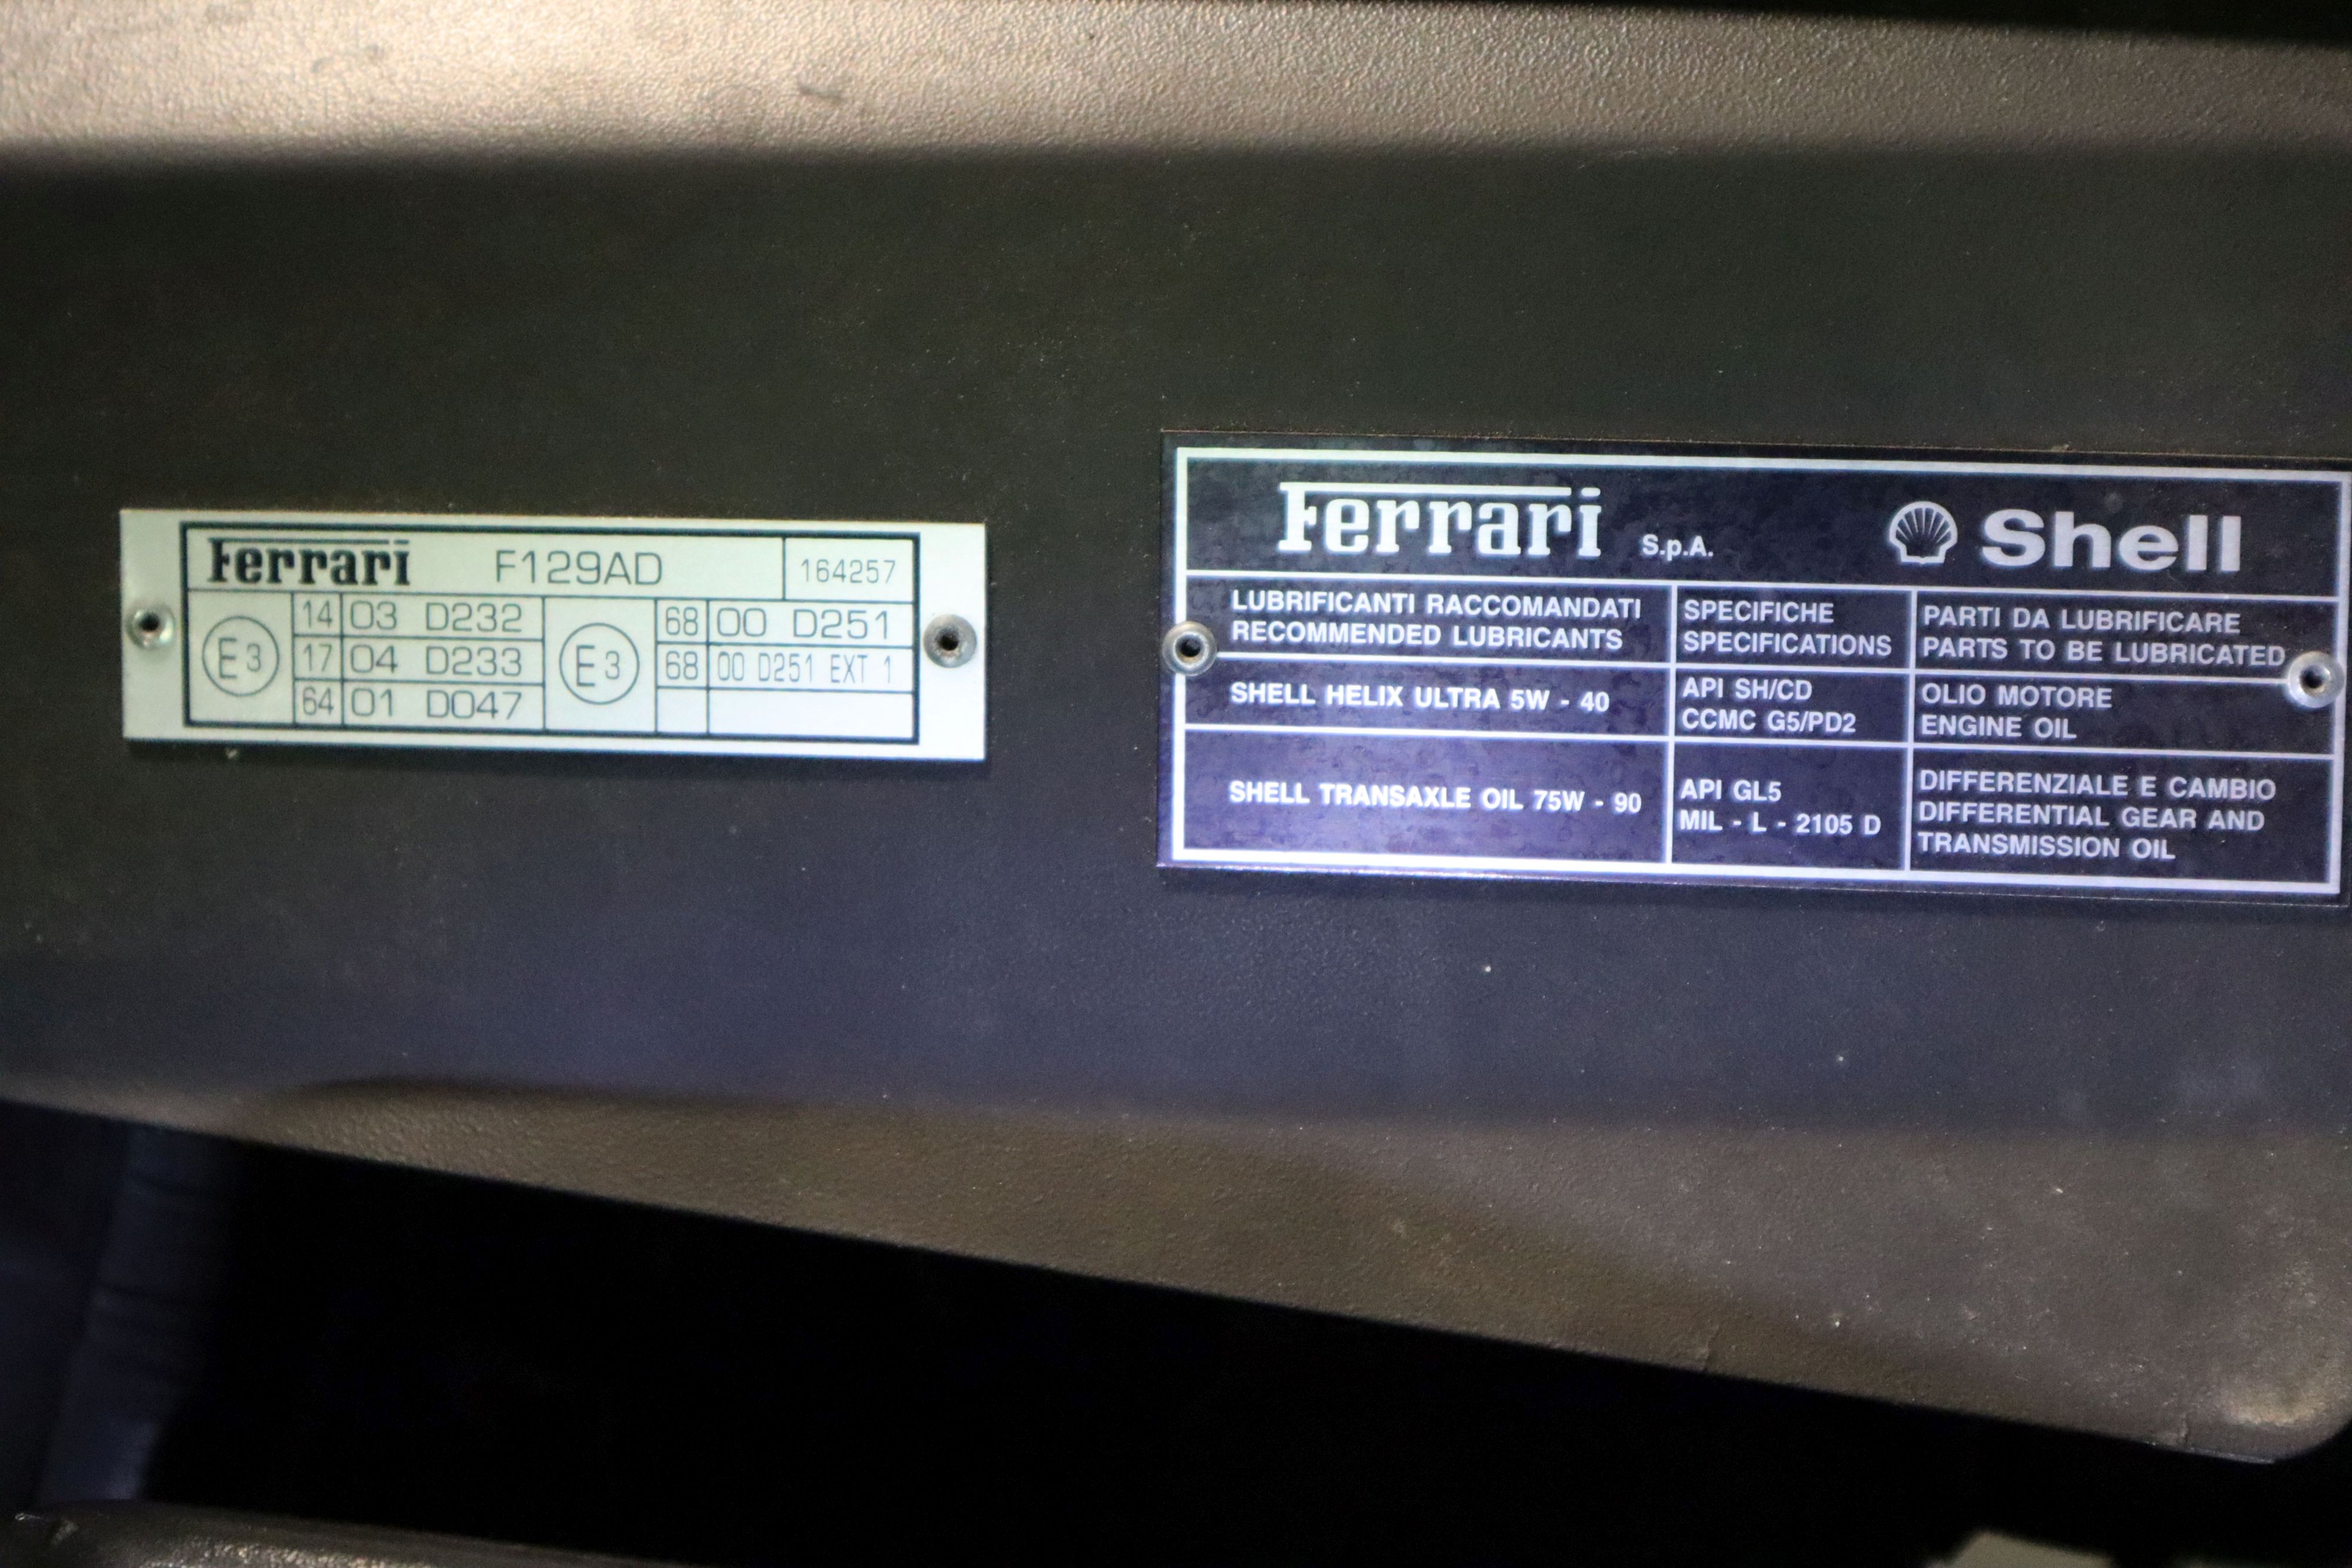 Ferrari F129AD 164257
E3 14 03 D232 E3 68 00 D251
17 04 D233 68 00 D251 EXT 1
64 01 D047
Ferrari S.p.A. Shell
LUBRIFICANTI RACCOMANDATI
RECOMMENDED LUBRICANTS
SPECIFICHE
SPECIFICATIONS
PARTI DA LUBRIFICARE
PARTS TO BE LUBRICATED
SHELL HELIX ULTRA 5W - 40
API SH/CD
CCMC G5/PD2
OLIO MOTORE
ENGINE OIL
SHELL TRANSAXLE OIL 75W - 90
API GL5
MIL - L - 2105 D
DIFFERENZIALE E CAMBIO
DIFFERENTIAL GEAR AND
TRANSMISSION OIL